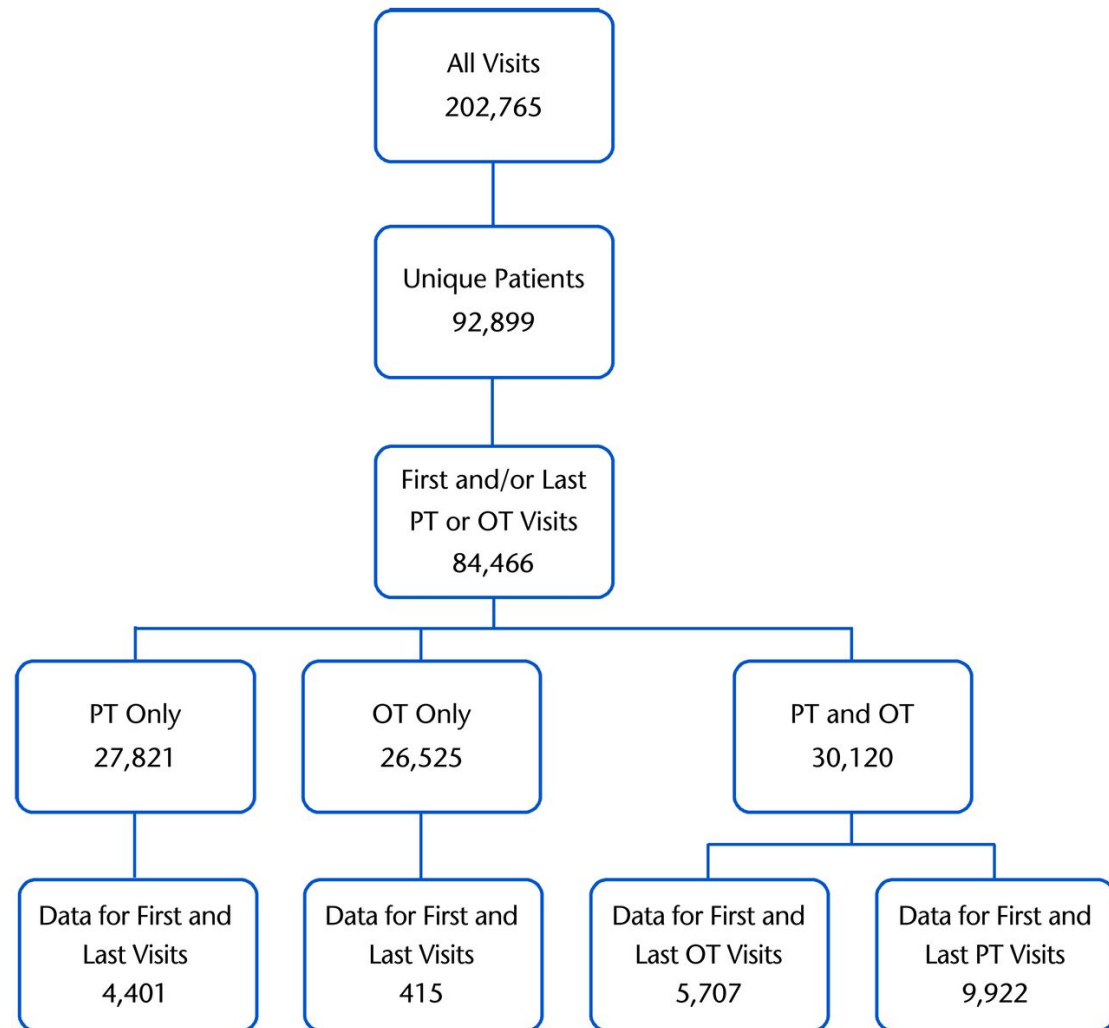 All Visits
202,765
Unique Patients
92,899
First and/or Last
PT or OT Visits
84,466
PT Only
27,821
OT Only
26,525
PT and OT
30,120
Data for First and
Last Visits
4,401
Data for First and
Last Visits
415
Data for First and
Last OT Visits
5,707
Data for First and
Last PT Visits
9,922